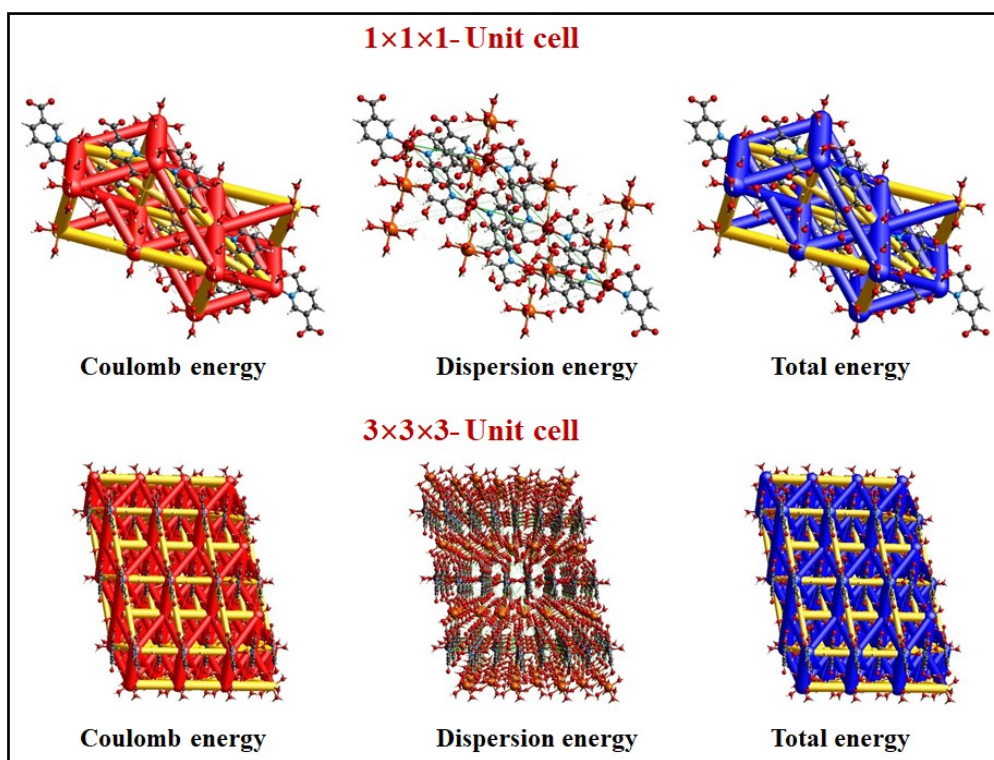 1×1×1- Unit cell
Coulomb energy
Dispersion energy
Total energy
3×3×3- Unit cell
Coulomb energy
Dispersion energy
Total energy